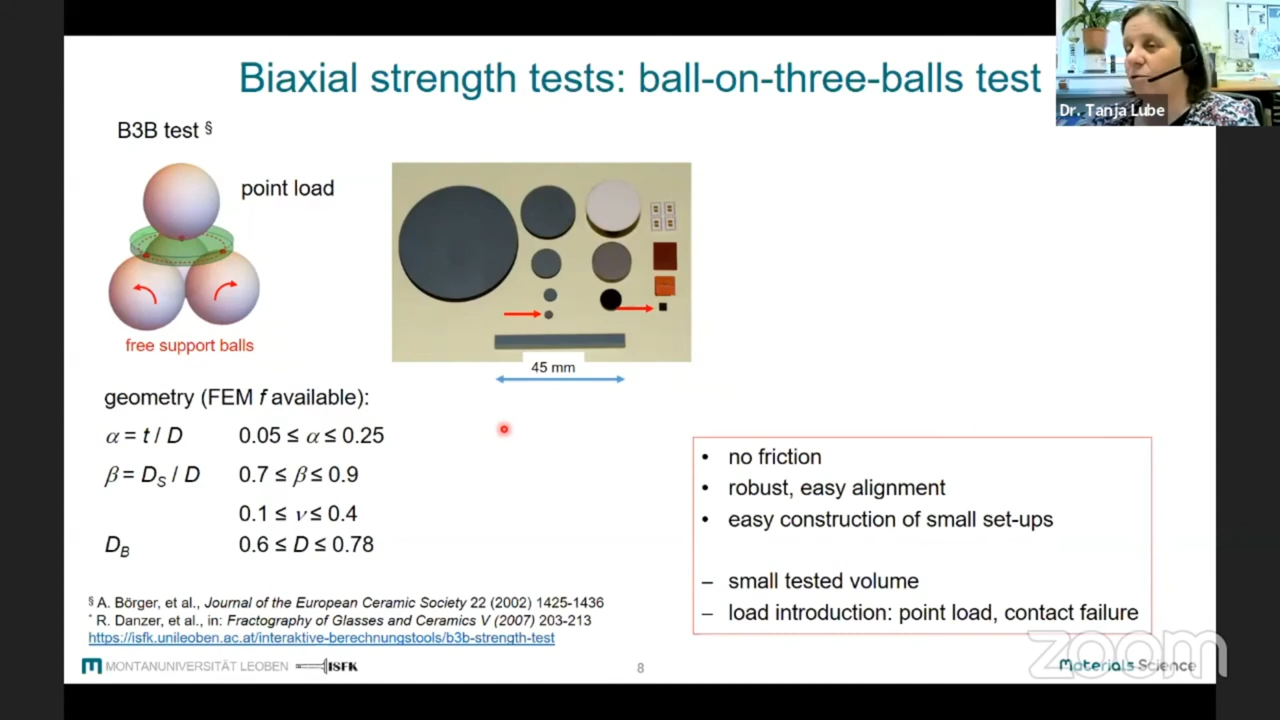 Biaxial strength tests: ball-on-three-balls test
Dr. Tanja Lube
B3B test §
point load
free support balls
45 mm
geometry (FEM f available):
α = t / D 0.05 ≤ α ≤ 0.25
β = D_S / D 0.7 ≤ β ≤ 0.9
0.1 ≤ ν ≤ 0.4
D_B 0.6 ≤ D ≤ 0.78
• no friction
• robust, easy alignment
• easy construction of small set-ups
– small tested volume
– load introduction: point load, contact failure
§ A. Börger, et al., Journal of the European Ceramic Society 22 (2002) 1425-1436
* R. Danzer, et al., in: Fractography of Glasses and Ceramics V (2007) 203-213
https://isfk.unileoben.ac.at/interaktive-berechnungstools/b3b-strength-test
MONTANUNIVERSITÄT LEOBEN ISFK
8
Materials Science
zoom